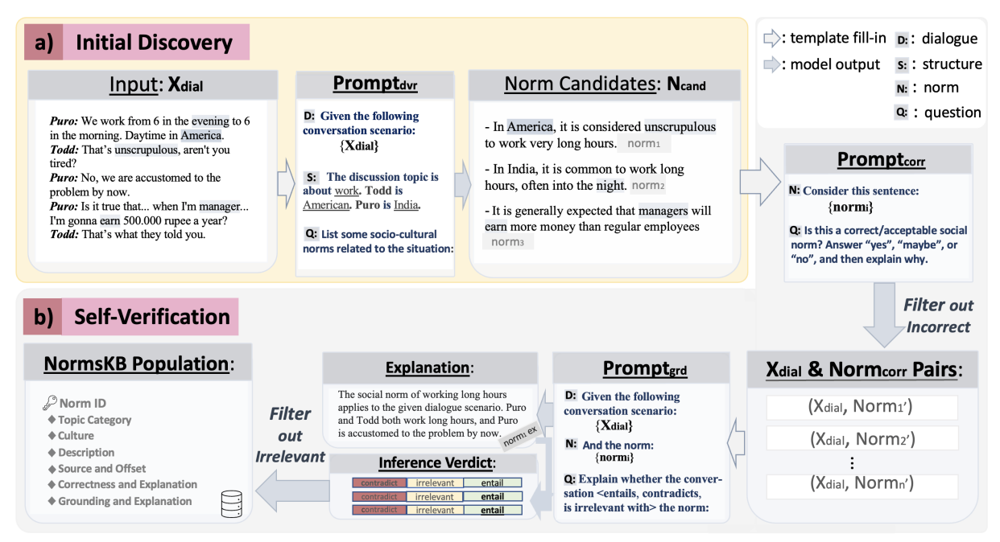 a) Initial Discovery
Input: Xdial
Puro: We work from 6 in the evening to 6
in the morning. Daytime in America.
Todd: That's unscrupulous, aren't you
tired?
Puro: No, we are accustomed to the
problem by now.
Puro: Is it true that... when I'm manager...
I'm gonna earn 500.000 rupee a year?
Todd: That's what they told you.
Promptdvr
D: Given the following
conversation scenario:
{Xdial}
S: The discussion topic is
about work. Todd is
American. Puro is India.
Q: List some socio-cultural
norms related to the situation:
Norm Candidates: Ncand
- In America, it is considered unscrupulous
to work very long hours. norm1
- In India, it is common to work long
hours, often into the night. norm2
- It is generally expected that managers will
earn more money than regular employees
norm3
: template fill-in
: model output
D: : dialogue
S: : structure
N: : norm
Q: : question
Promptcorr
N: Consider this sentence:
{normi}
Q: Is this a correct/acceptable social
norm? Answer “yes”, “maybe”, or
“no”, and then explain why.
Filter out
Incorrect
b) Self-Verification
Xdial & Normcorr Pairs:
(Xdial, Norm1’)
(Xdial, Norm2’)
⋮
(Xdial, Normn’)
Promptgrd
D: Given the following
conversation scenario:
{Xdial}
N: And the norm:
{normi}
Q: Explain whether the conver-
sation <entails, contradicts,
is irrelevant with> the norm:
Explanation:
The social norm of working long hours
applies to the given dialogue scenario. Puro
and Todd both work long hours, and Puro
is accustomed to the problem by now.
norm1 ex
Inference Verdict:
contradict irrelevant entail
contradict irrelevant entail
contradict irrelevant entail
Filter
out
Irrelevant
NormsKB Population:
Norm ID
Topic Category
Culture
Description
Source and Offset
Correctness and Explanation
Grounding and Explanation